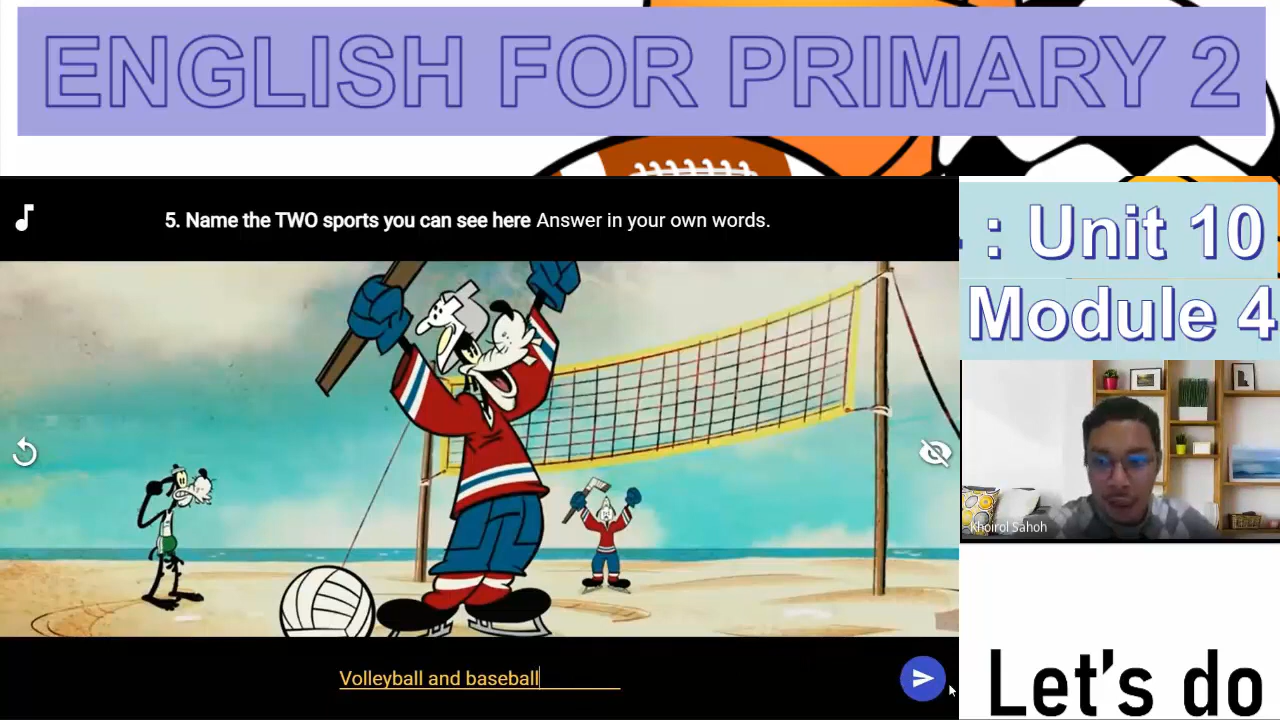 ENGLISH FOR PRIMARY 2
5. Name the TWO sports you can see here Answer in your own words.
: Unit 10
Module 4
Khoirol Sahoh
Volleyball and baseball
Let's do